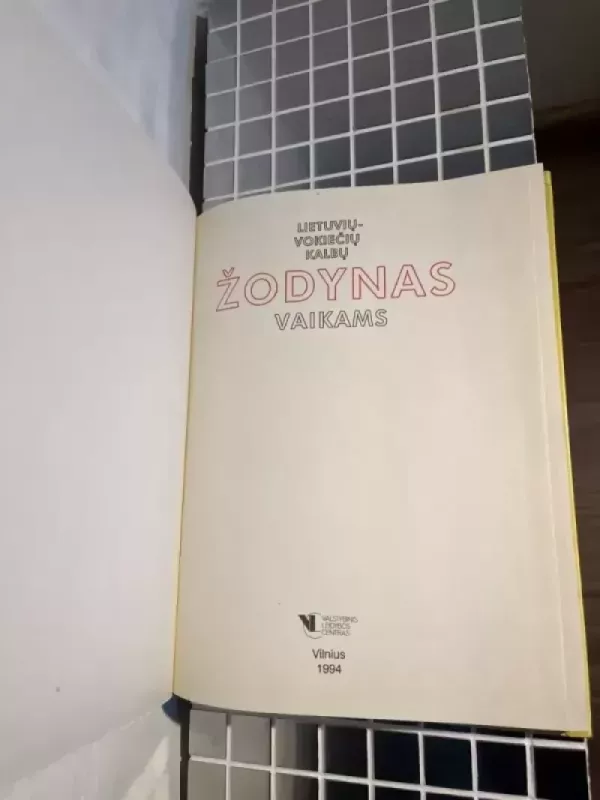 LIETUVIŲ-
VOKIEČIŲ
KALBŲ
ŽODYNAS
VAIKAMS
VALSTYBINIS
LEIDYBOS
CENTRAS
Vilnius
1994